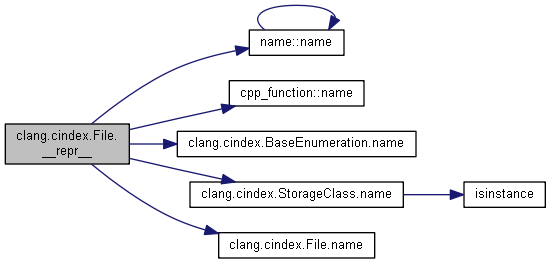 name::name
cpp_function::name
clang.cindex.File.
__repr__
clang.cindex.BaseEnumeration.name
clang.cindex.StorageClass.name
isinstance
clang.cindex.File.name